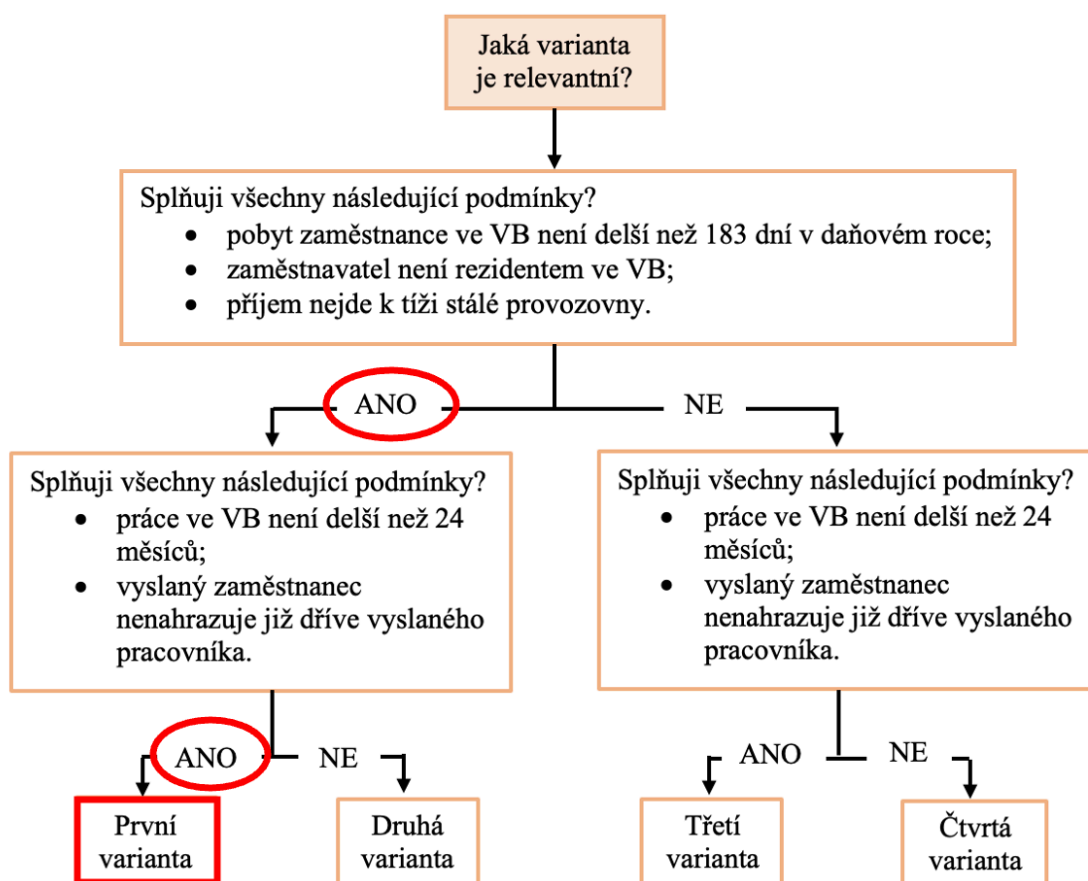 Jaká varianta
je relevantní?
Splňuji všechny následující podmínky?
• pobyt zaměstnance ve VB není delší než 183 dní v daňovém roce;
• zaměstnavatel není rezidentem ve VB;
• příjem nejde k tíži stálé provozovny.
ANO
NE
Splňuji všechny následující podmínky?
• práce ve VB není delší než 24
měsíců;
• vyslaný zaměstnanec
nenahrazuje již dříve vyslaného
pracovníka.
Splňuji všechny následující podmínky?
• práce ve VB není delší než 24
měsíců;
• vyslaný zaměstnanec
nenahrazuje již dříve vyslaného
pracovníka.
ANO
NE
ANO
NE
První
varianta
Druhá
varianta
Třetí
varianta
Čtvrtá
varianta